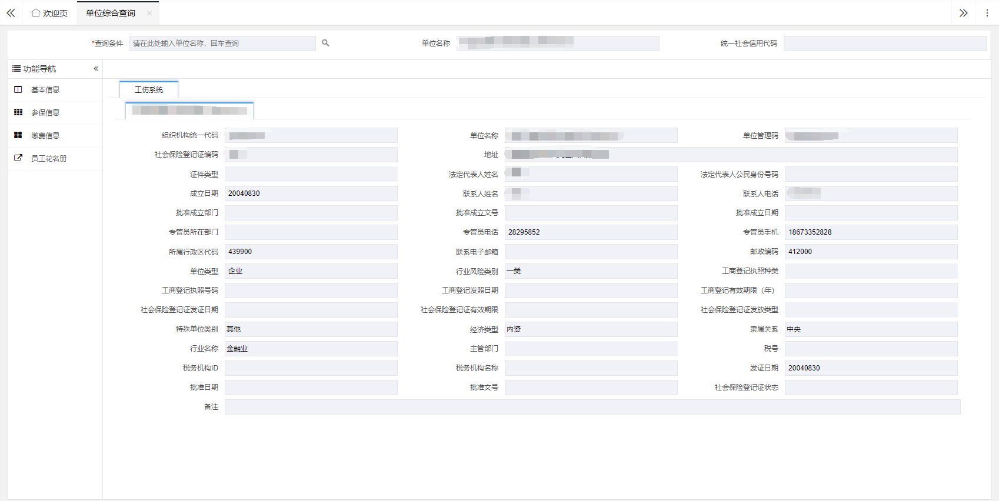 欢迎页 单位综合查询
*查询条件 请在此处输入单位名称，回车查询 单位名称 统一社会信用代码
功能导航
基本信息
参保信息
缴费信息
员工花名册
工伤系统
组织机构统一代码 单位名称 单位管理码
社会保险登记证编码 地址
证件类型 法定代表人姓名 法定代表人公民身份号码
成立日期 20040830 联系人姓名 联系人电话
批准成立部门 批准成立文号 批准成立日期
专管员所在部门 专管员电话 28295852 专管员手机 18673352828
所属行政区代码 439900 联系电子邮箱 邮政编码 412000
单位类型 企业 行业风险类别 一类 工商登记执照种类
工商登记执照号码 工商登记发照日期 工商登记有效期限（年）
社会保险登记证发证日期 社会保险登记证有效期限 社会保险登记证发放类型
特殊单位类别 其他 经济类型 内资 隶属关系 中央
行业名称 金融业 主管部门 税号
税务机构ID 税务机构名称 发证日期 20040830
批准日期 批准文号 社会保险登记证状态
备注